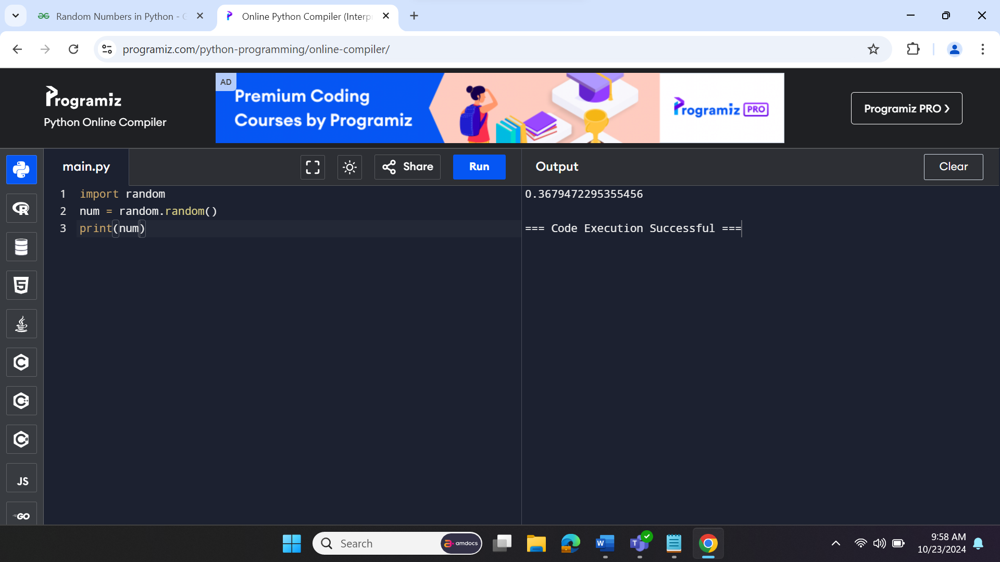 Random Numbers in Python - G
Online Python Compiler (Interp
programiz.com/python-programming/online-compiler/
Programiz
Python Online Compiler
AD
Premium Coding
Courses by Programiz
Programiz PRO
Programiz PRO ❯
main.py
Share
Run
Output
Clear
1 import random
2 num = random.random()
3 print(num)
0.3679472295355456
=== Code Execution Successful ===
JS
GO
Search
amdocs
9:58 AM
10/23/2024